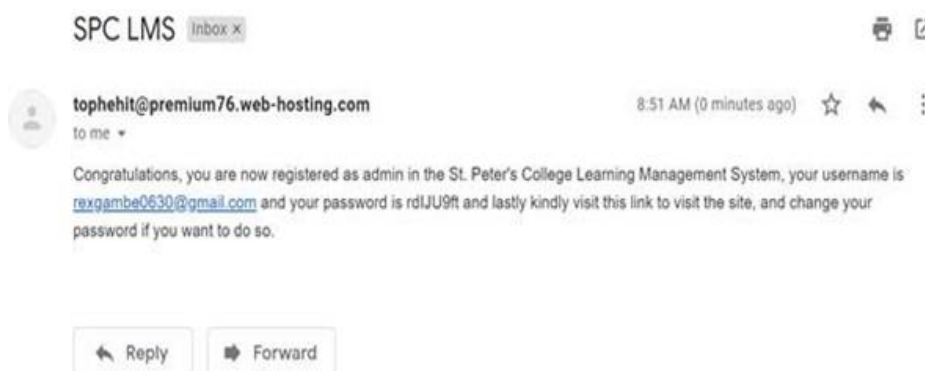 SPC LMS Inbox ×
tophehit@premium76.web-hosting.com 8:51 AM (0 minutes ago)
to me
Congratulations, you are now registered as admin in the St. Peter's College Learning Management System, your username is
rexgambe0630@gmail.com and your password is rdIJU9ft and lastly kindly visit this link to visit the site, and change your
password if you want to do so.
Reply Forward